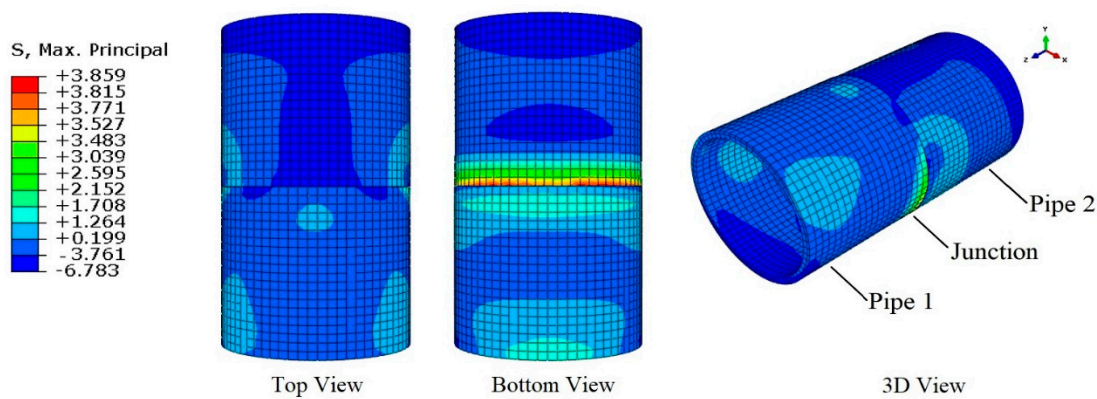 S, Max. Principal
+3.859
+3.815
+3.771
+3.527
+3.483
+3.039
+2.595
+2.152
+1.708
+1.264
+0.199
-3.761
-6.783
Y
Z
X
Pipe 2
Junction
Pipe 1
Top View
Bottom View
3D View